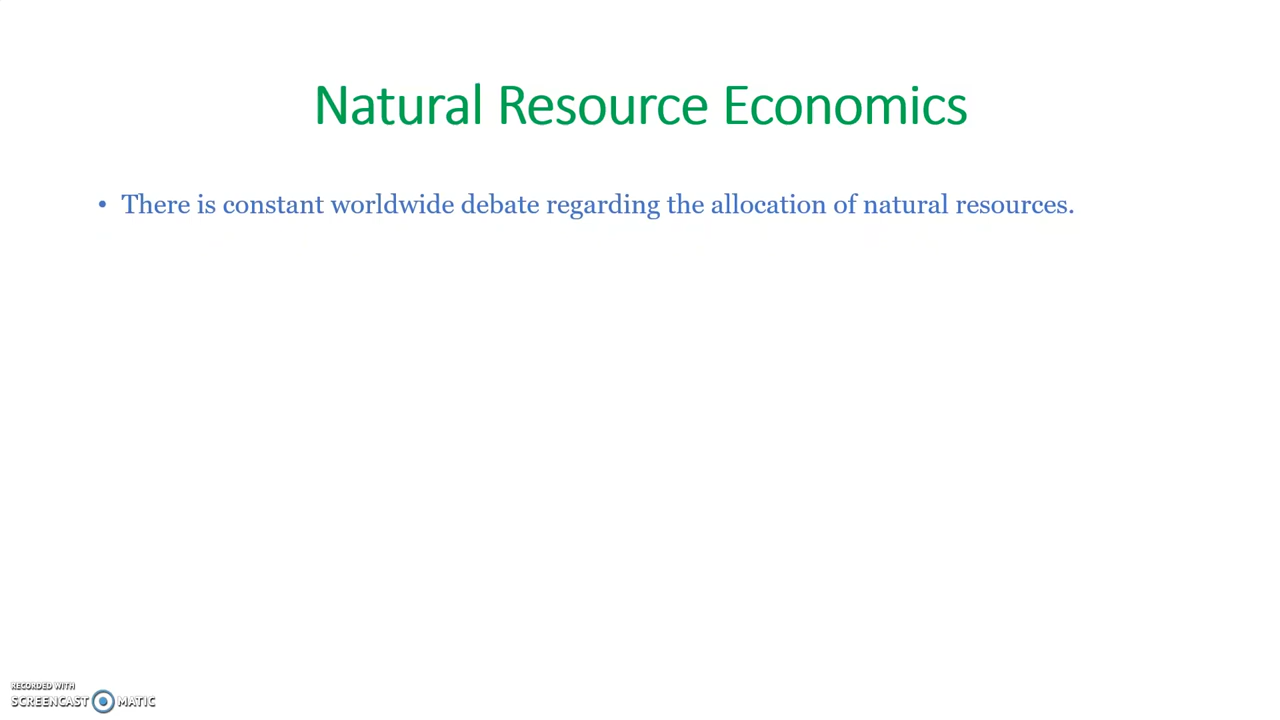 Natural Resource Economics
• There is constant worldwide debate regarding the allocation of natural resources.
RECORDED WITH
SCREENCAST MATIC